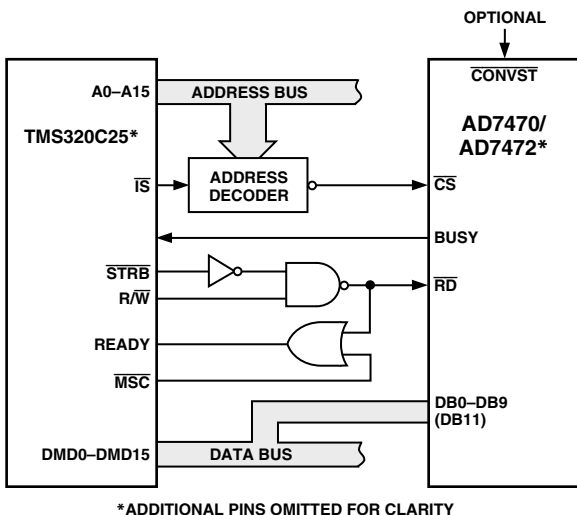 OPTIONAL
CONVST
A0–A15
ADDRESS BUS
TMS320C25*
AD7470/
AD7472*
IS
ADDRESS
DECODER
CS
BUSY
STRB
R/W
RD
READY
MSC
DB0–DB9
(DB11)
DMD0–DMD15
DATA BUS
*ADDITIONAL PINS OMITTED FOR CLARITY